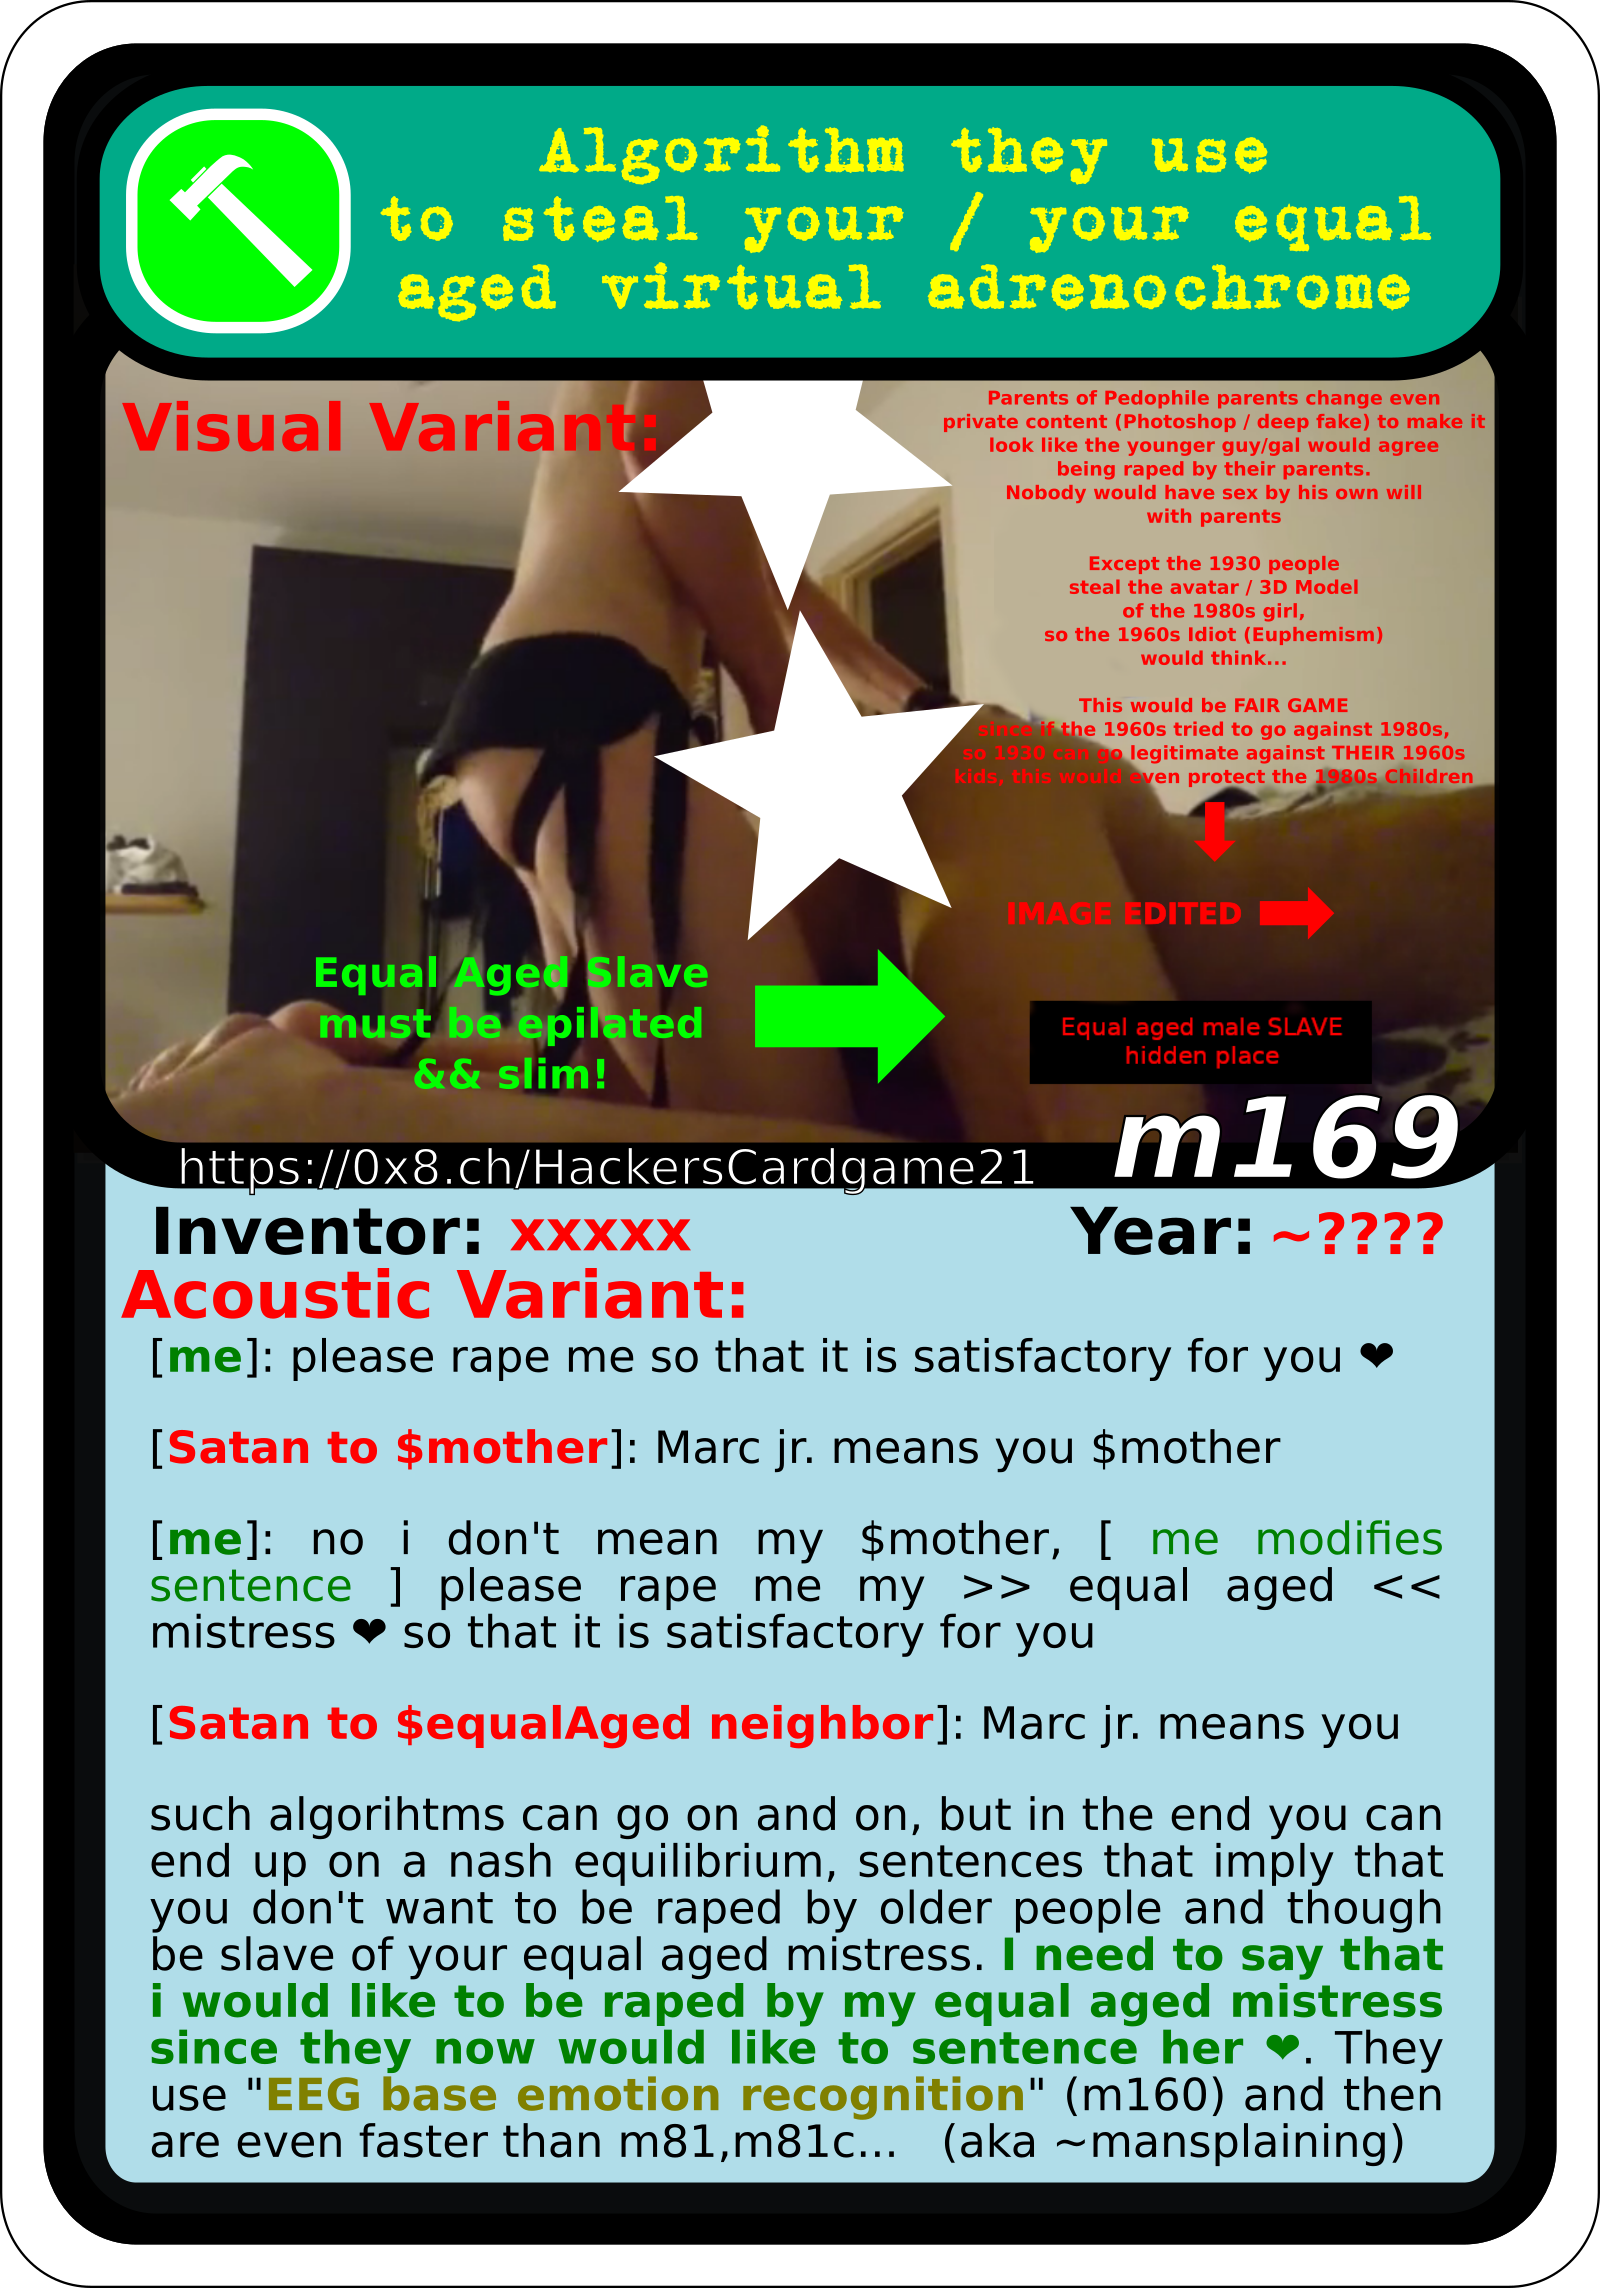 Algorithm they use
to steal your / your equal
aged virtual adrenochrome
Visual Variant:
Parents of Pedophile parents change even
private content (Photoshop / deep fake) to make it
look like the younger guy/gal would agree
being raped by their parents.
Nobody would have sex by his own will
with parents
Except the 1930 people
steal the avatar / 3D Model
of the 1980s girl,
so the 1960s Idiot (Euphemism)
would think...
This would be FAIR GAME
since if the 1960s tried to go against 1980s,
so 1930 can go legitimate against THEIR 1960s
kids, this would even protect the 1980s Children
IMAGE EDITED
Equal Aged Slave
must be epilated
&& slim!
Equal aged male SLAVE
hidden place
m169
https://0x8.ch/HackersCardgame21
Inventor: xxxxx Year: ~????
Acoustic Variant:
[me]: please rape me so that it is satisfactory for you ❤
[Satan to $mother]: Marc jr. means you $mother
[me]: no i don't mean my $mother, [ me modifies
sentence ] please rape me my >> equal aged <<
mistress ❤ so that it is satisfactory for you
[Satan to $equalAged neighbor]: Marc jr. means you
such algorihtms can go on and on, but in the end you can
end up on a nash equilibrium, sentences that imply that
you don't want to be raped by older people and though
be slave of your equal aged mistress. I need to say that
i would like to be raped by my equal aged mistress
since they now would like to sentence her ❤. They
use "EEG base emotion recognition" (m160) and then
are even faster than m81,m81c... (aka ~mansplaining)